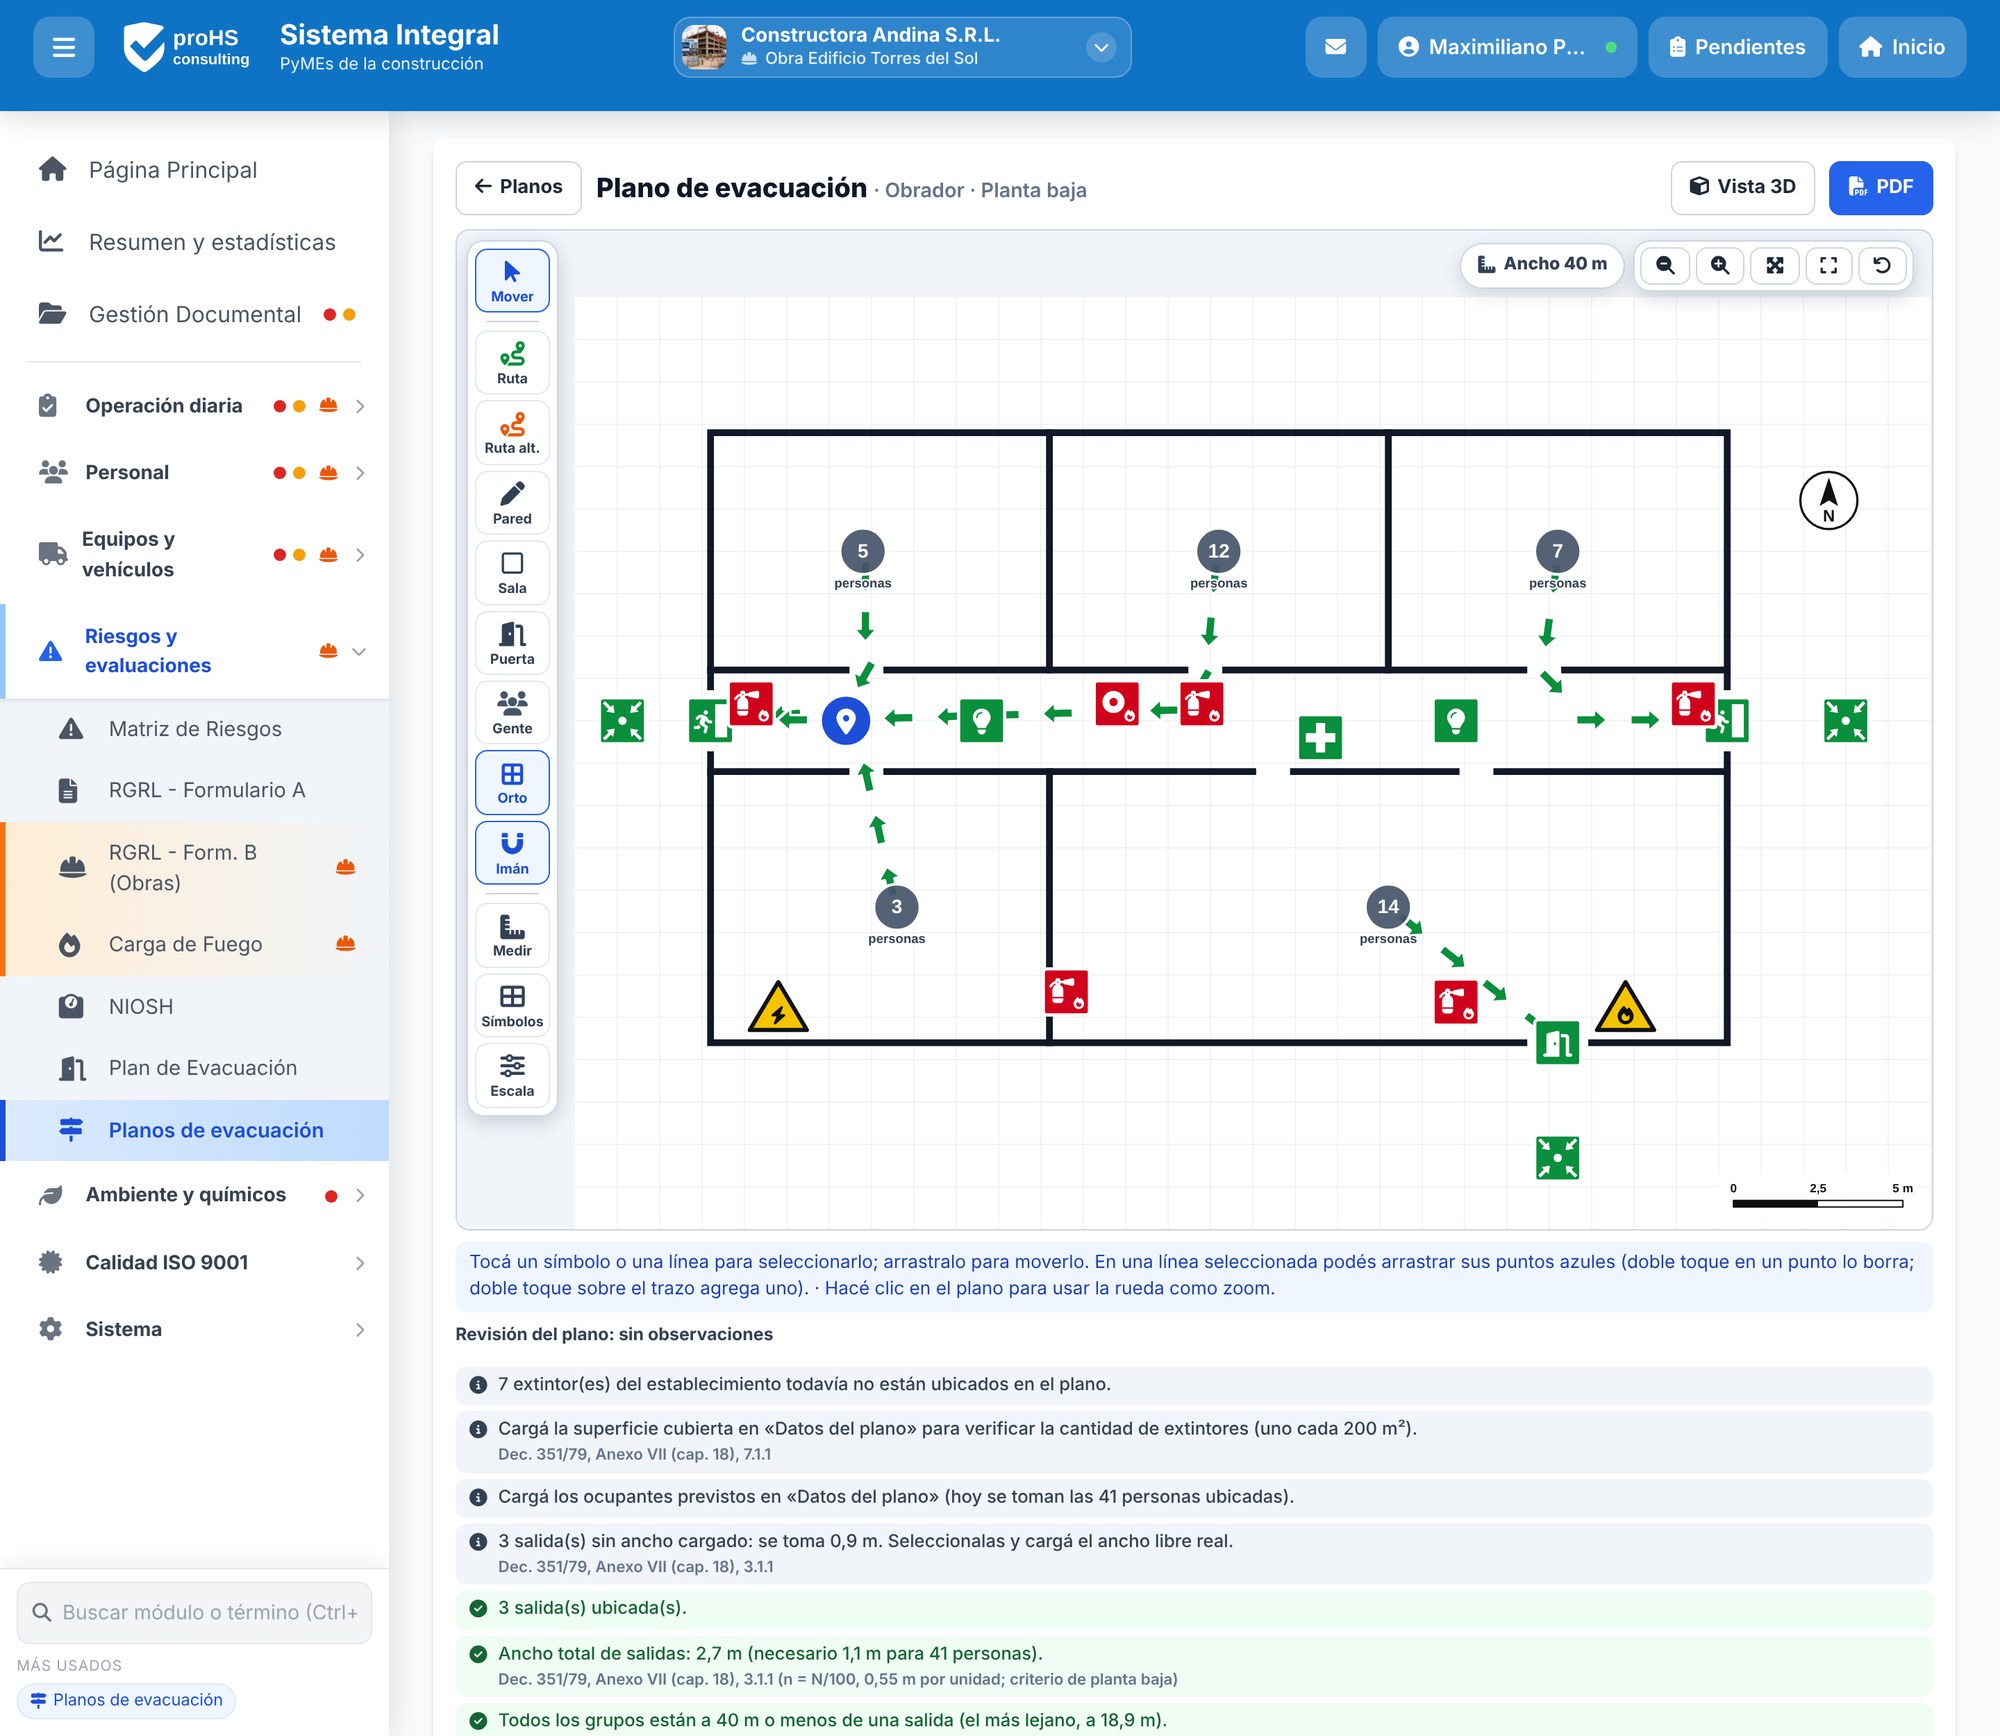 proHS
consulting
Sistema Integral
PyMEs de la construcción
Constructora Andina S.R.L.
Obra Edificio Torres del Sol
Maximiliano P...
Pendientes
Inicio
Página Principal
Resumen y estadísticas
Gestión Documental
Operación diaria
Personal
Equipos y
vehículos
Riesgos y
evaluaciones
Matriz de Riesgos
RGRL - Formulario A
RGRL - Form. B
(Obras)
Carga de Fuego
NIOSH
Plan de Evacuación
Planos de evacuación
Ambiente y químicos
Calidad ISO 9001
Sistema
Buscar módulo o término (Ctrl+
MÁS USADOS
Planos de evacuación
Planos
Plano de evacuación · Obrador · Planta baja
Vista 3D
PDF
Mover
Ruta
Ruta alt.
Pared
Sala
Puerta
Gente
Orto
Imán
Medir
Símbolos
Escala
Ancho 40 m
N
5
personas
12
personas
7
personas
3
personas
14
personas
0 2,5 5 m
Tocá un símbolo o una línea para seleccionarlo; arrastralo para moverlo. En una línea seleccionada podés arrastrar sus puntos azules (doble toque en un punto lo borra;
doble toque sobre el trazo agrega uno). · Hacé clic en el plano para usar la rueda como zoom.
Revisión del plano: sin observaciones
7 extintor(es) del establecimiento todavía no están ubicados en el plano.
Cargá la superficie cubierta en «Datos del plano» para verificar la cantidad de extintores (uno cada 200 m²).
Dec. 351/79, Anexo VII (cap. 18), 7.1.1
Cargá los ocupantes previstos en «Datos del plano» (hoy se toman las 41 personas ubicadas).
3 salida(s) sin ancho cargado: se toma 0,9 m. Seleccionalas y cargá el ancho libre real.
Dec. 351/79, Anexo VII (cap. 18), 3.1.1
3 salida(s) ubicada(s).
Ancho total de salidas: 2,7 m (necesario 1,1 m para 41 personas).
Dec. 351/79, Anexo VII (cap. 18), 3.1.1 (n = N/100, 0,55 m por unidad; criterio de planta baja)
Todos los grupos están a 40 m o menos de una salida (el más lejano, a 18,9 m).